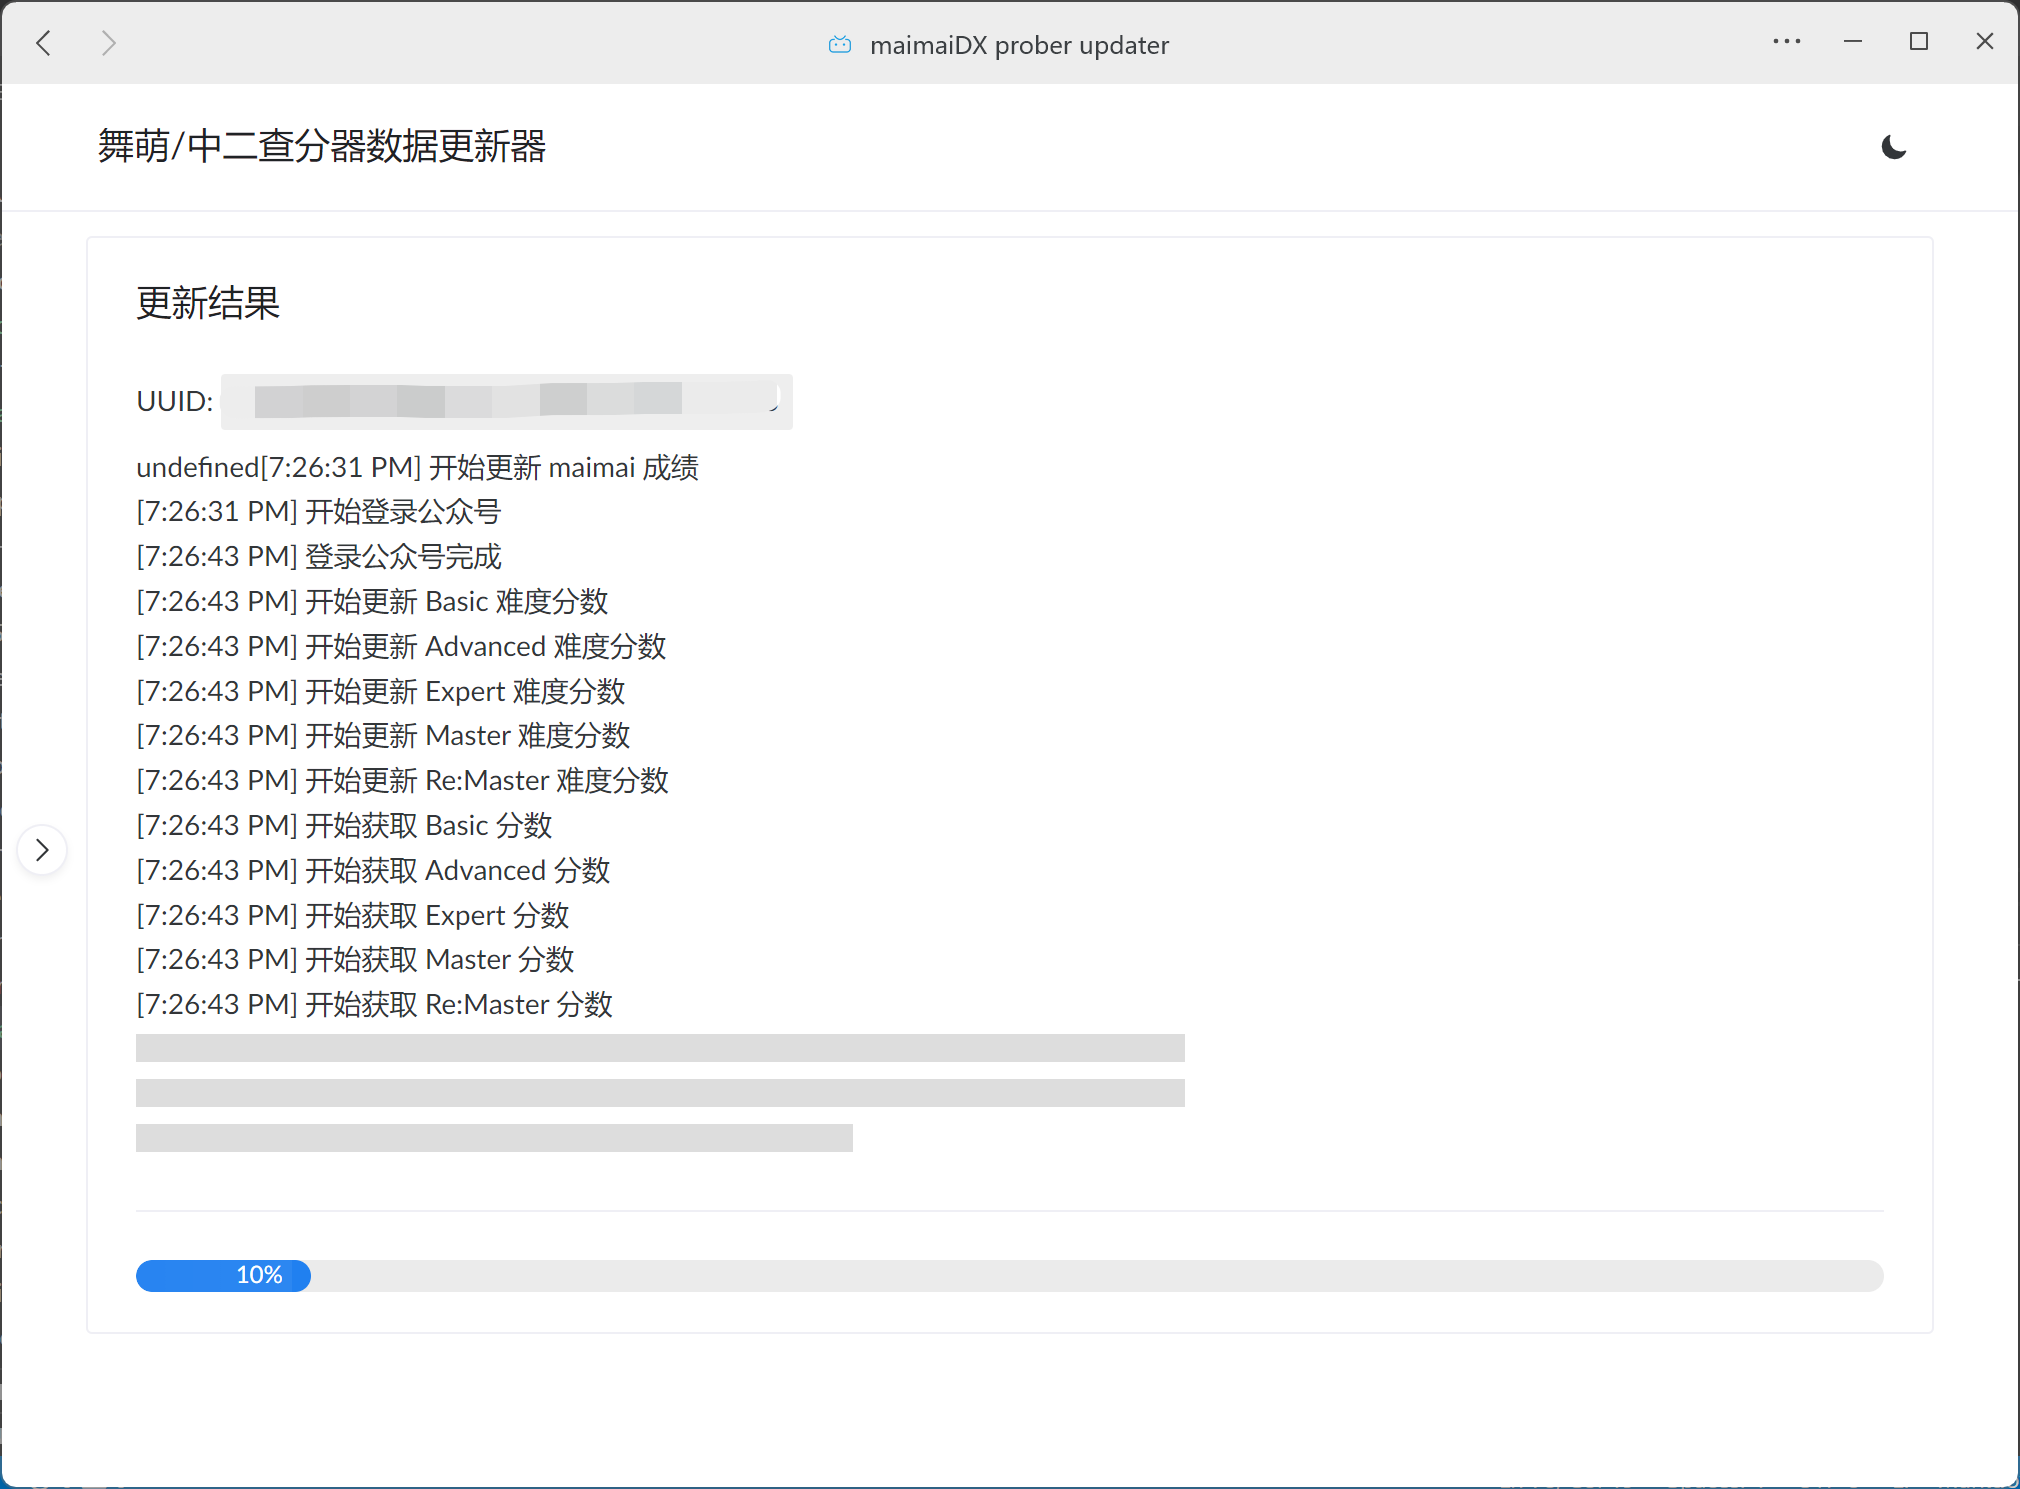 maimaiDX prober updater
舞萌/中二查分器数据更新器
更新结果
UUID:
undefined[7:26:31 PM] 开始更新 maimai 成绩
[7:26:31 PM] 开始登录公众号
[7:26:43 PM] 登录公众号完成
[7:26:43 PM] 开始更新 Basic 难度分数
[7:26:43 PM] 开始更新 Advanced 难度分数
[7:26:43 PM] 开始更新 Expert 难度分数
[7:26:43 PM] 开始更新 Master 难度分数
[7:26:43 PM] 开始更新 Re:Master 难度分数
[7:26:43 PM] 开始获取 Basic 分数
[7:26:43 PM] 开始获取 Advanced 分数
[7:26:43 PM] 开始获取 Expert 分数
[7:26:43 PM] 开始获取 Master 分数
[7:26:43 PM] 开始获取 Re:Master 分数
10%